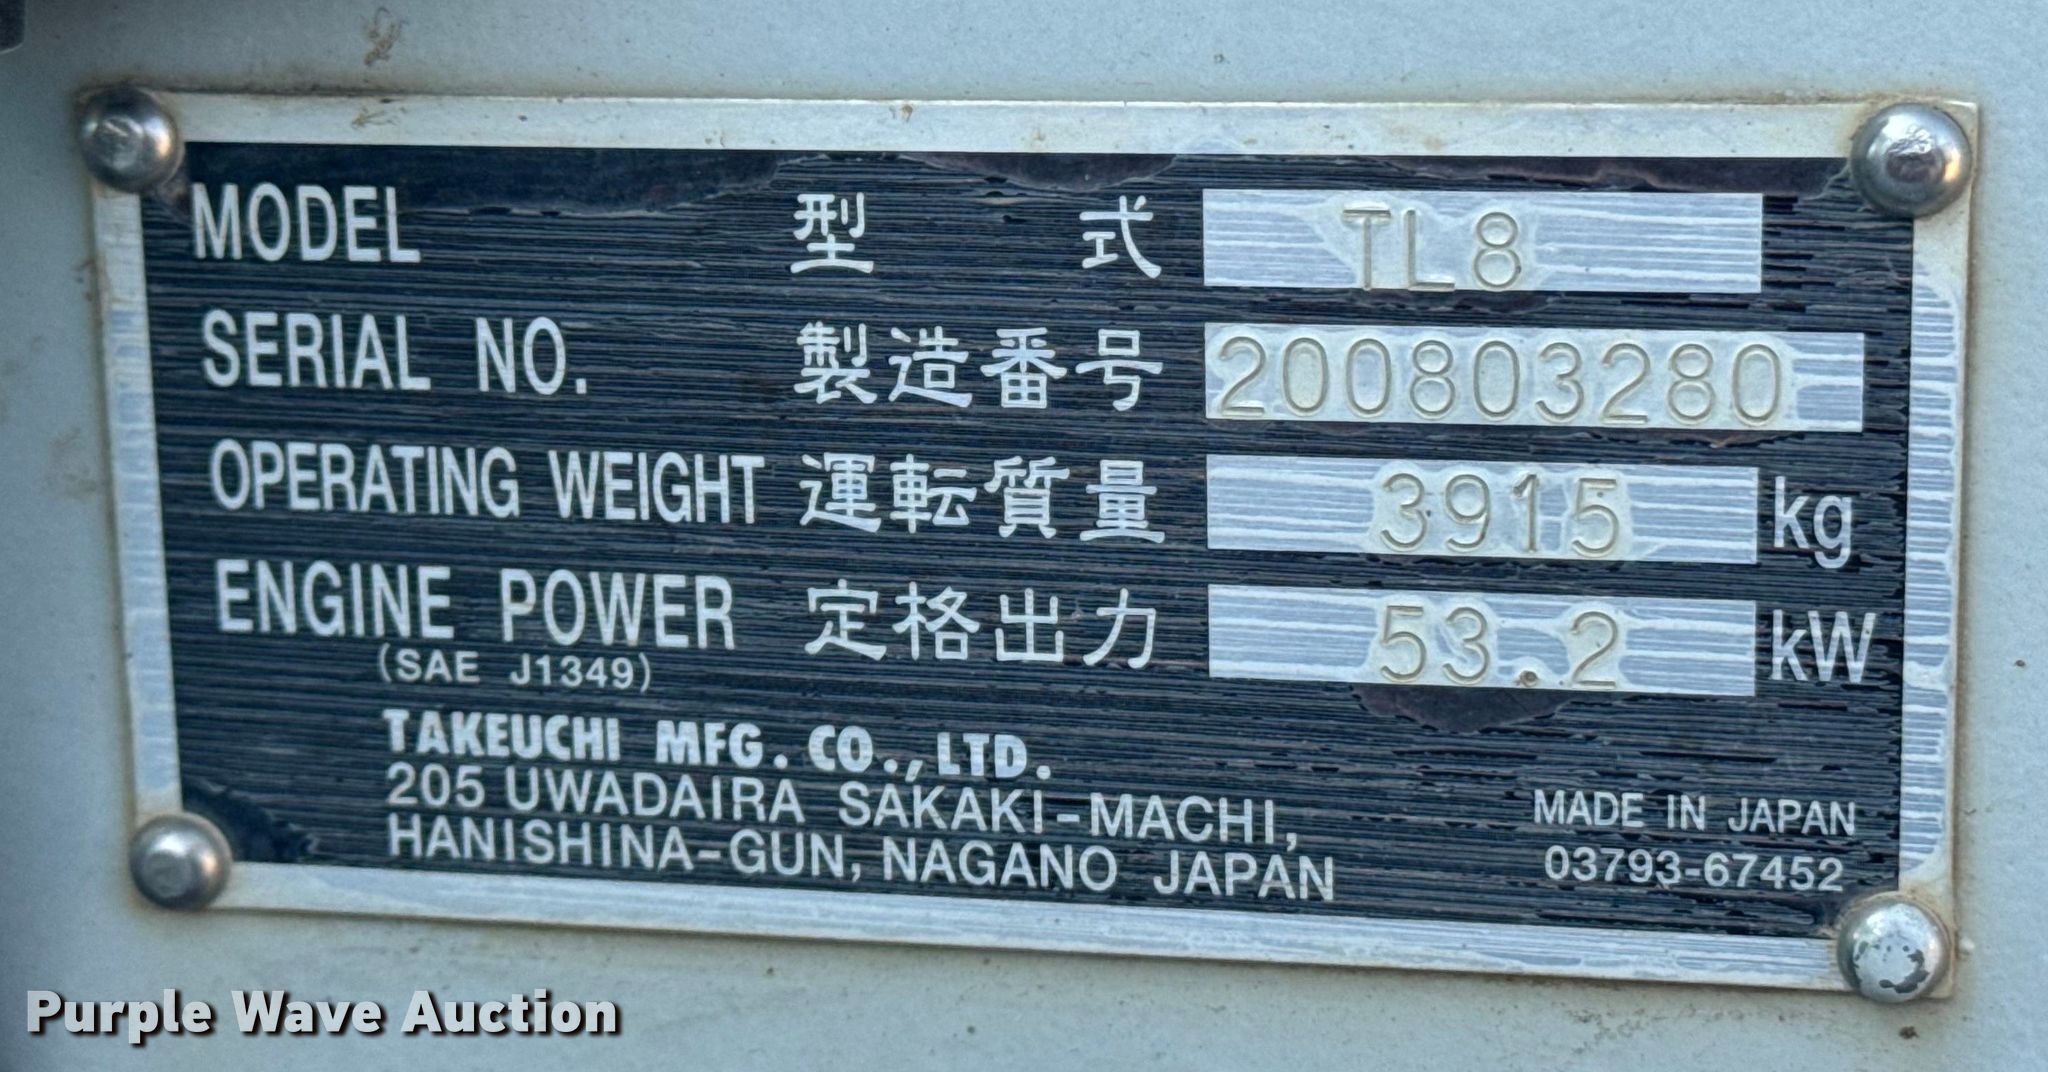 MODEL 型 式 TL8
SERIAL NO. 製造番号 200803280
OPERATING WEIGHT 運転質量 3915 kg
ENGINE POWER 定格出力 53.2 kW
(SAE J1349)
TAKEUCHI MFG. CO., LTD.
205 UWADAIRA SAKAKI-MACHI,
HANISHINA-GUN, NAGANO JAPAN
MADE IN JAPAN
03793-67452
Purple Wave Auction